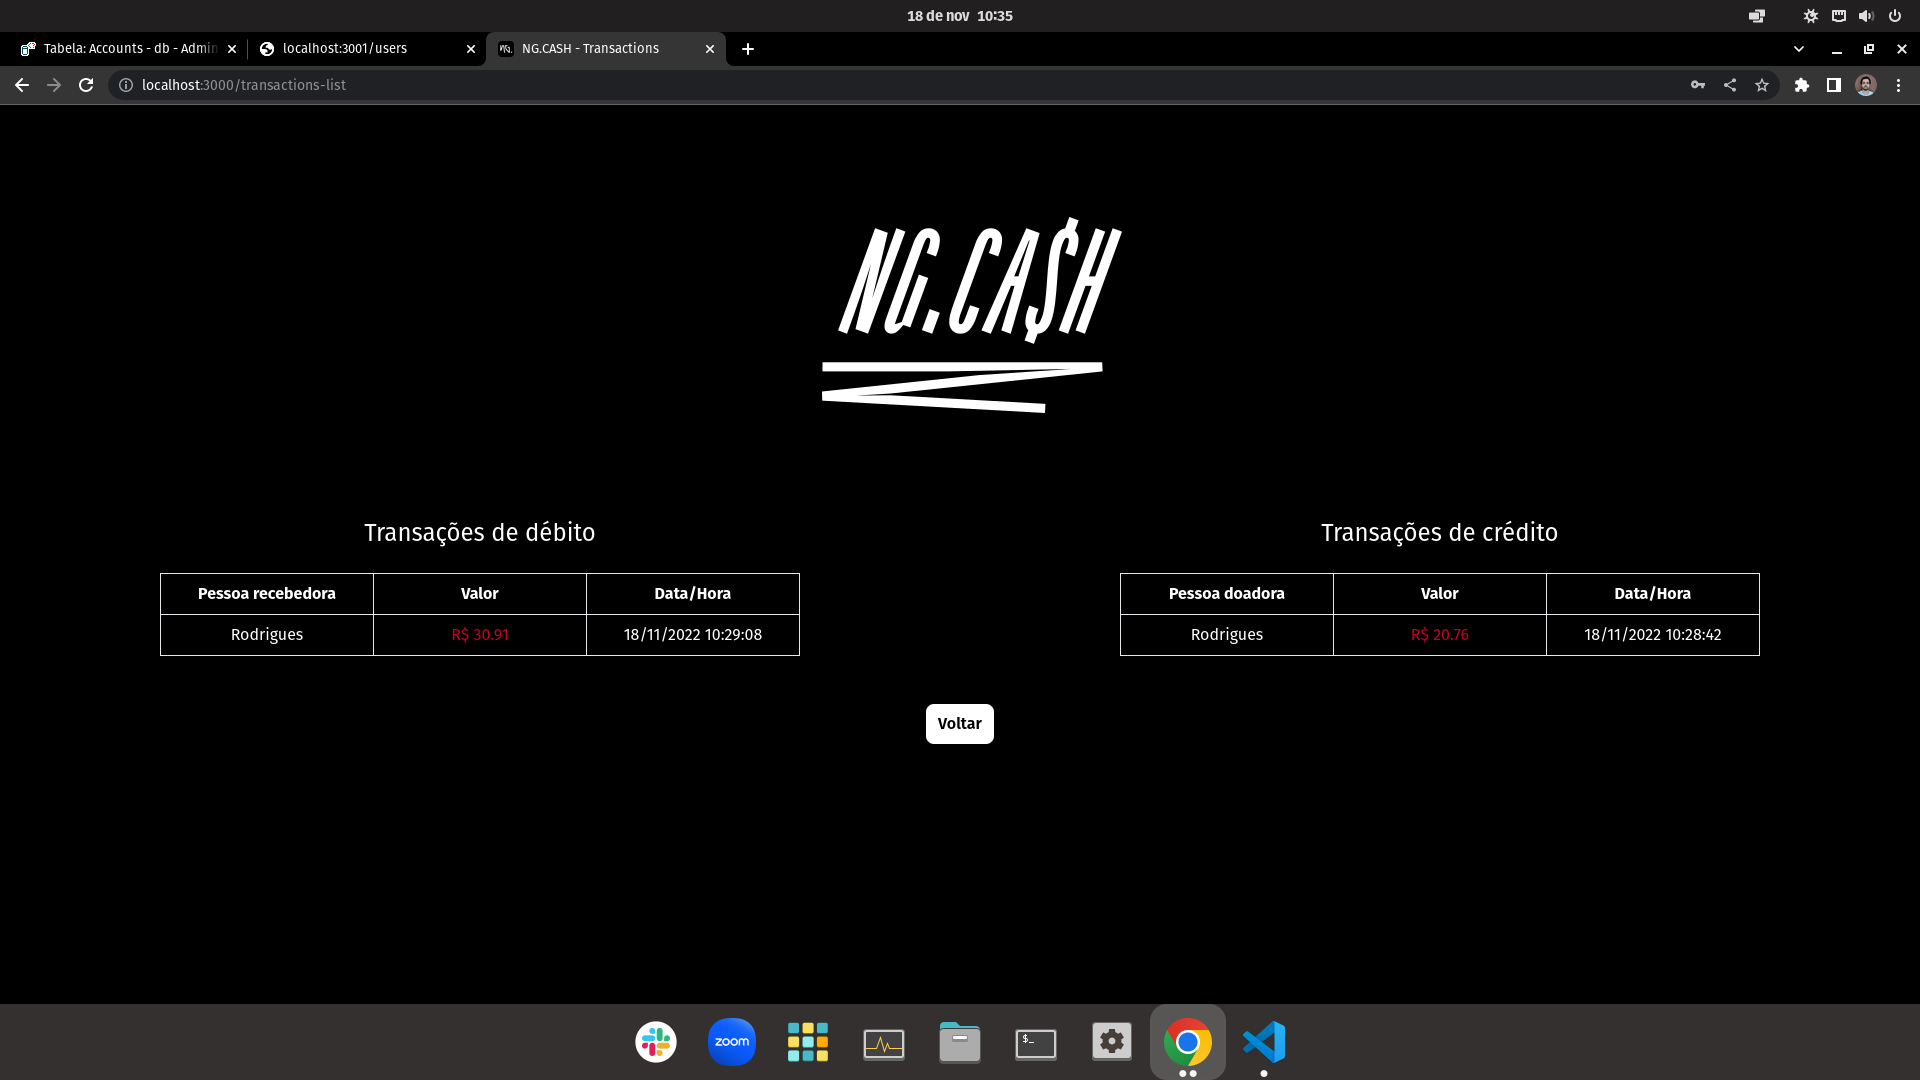 18 de nov 10:35
Tabela: Accounts - db - Admin
localhost:3001/users
NG.CASH - Transactions
localhost:3000/transactions-list
NG.CA$H
Transações de débito
Pessoa recebedora Valor Data/Hora
Rodrigues R$ 30.91 18/11/2022 10:29:08
Transações de crédito
Pessoa doadora Valor Data/Hora
Rodrigues R$ 20.76 18/11/2022 10:28:42
Voltar
zoom
$_